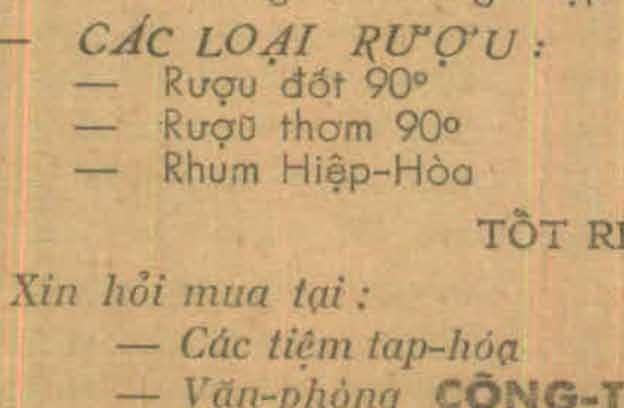 — CÁC LOẠI RƯỢU :
— Rượu đốt 90º
— Rượu thơm 90º
— Rhum Hiệp-Hòa
TỐT
Xin hỏi mua tại :
— Các tiệm tạp-hóa
— Văn-phòng CÔNG-T